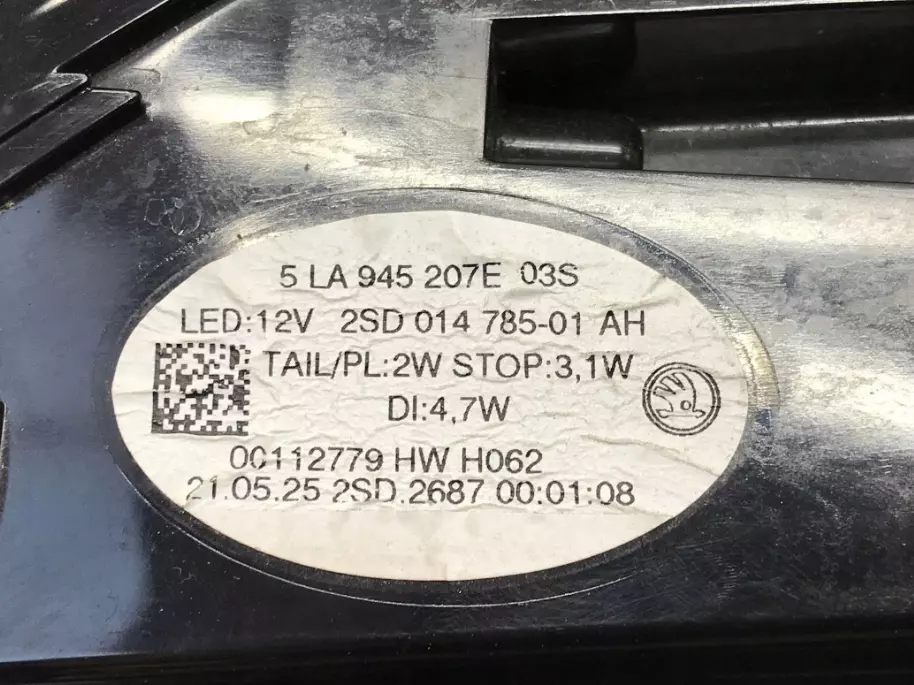 5 LA 945 207E 03S
LED:12V 2SD 014 785-01 AH
TAIL/PL:2W STOP:3,1W
DI:4,7W
00112779 HW H062
21.05.25 2SD.2687 00:01:08